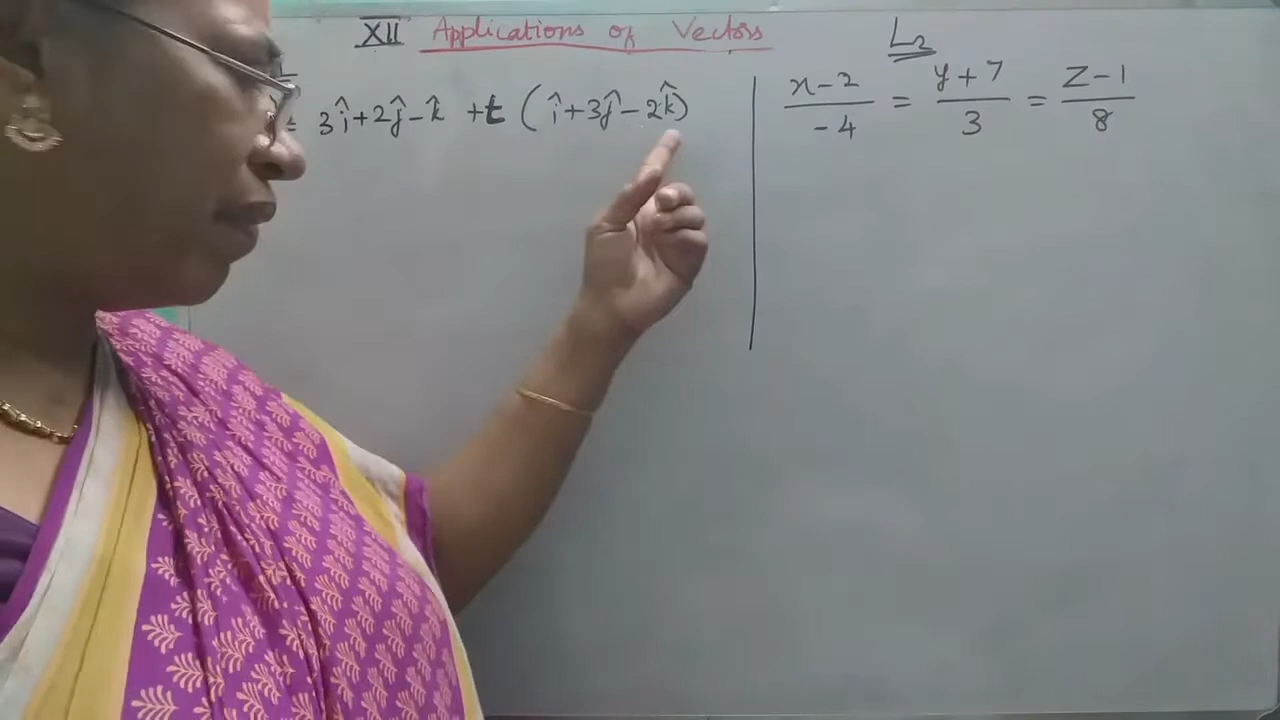 XII Applications of Vectors
= 3î+2ĵ-k̂ +t (î+3ĵ-2k̂)
L₂
x-2/-4 = y+7/3 = z-1/8